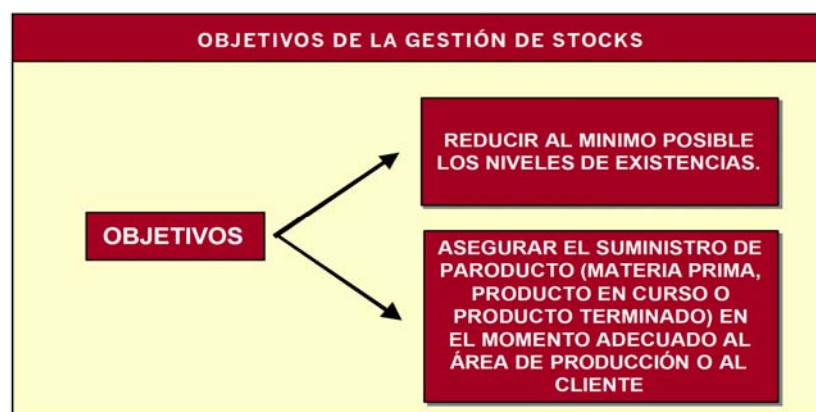 OBJETIVOS DE LA GESTIÓN DE STOCKS
REDUCIR AL MINIMO POSIBLE
LOS NIVELES DE EXISTENCIAS.
OBJETIVOS
ASEGURAR EL SUMINISTRO DE
PARODUCTO (MATERIA PRIMA,
PRODUCTO EN CURSO O
PRODUCTO TERMINADO) EN
EL MOMENTO ADECUADO AL
ÁREA DE PRODUCCIÓN O AL
CLIENTE